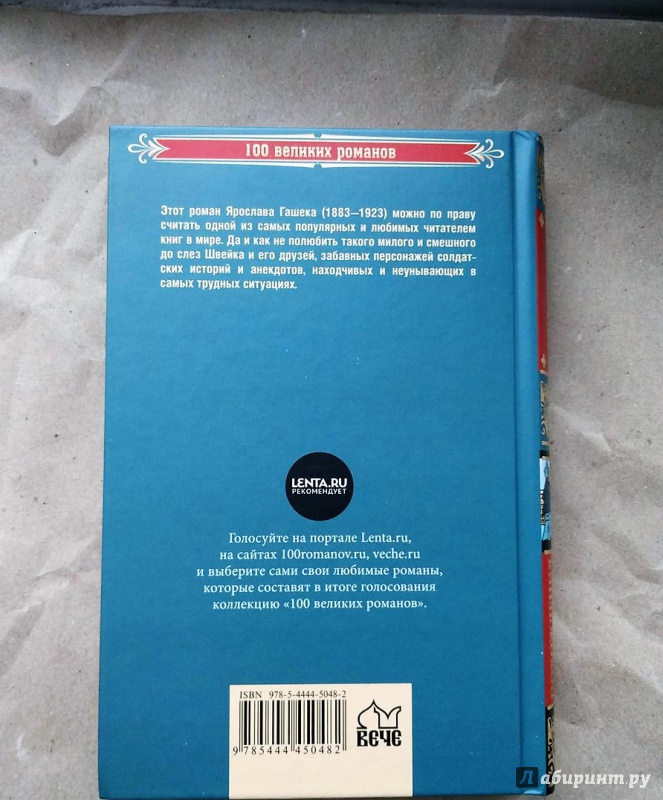 100 великих романов
Этот роман Ярослава Гашека (1883—1923) можно по праву
считать одной из самых популярных и любимых читателем
книг в мире. Да и как не полюбить такого милого и смешного
до слез Швейка и его друзей, забавных персонажей солдат-
ских историй и анекдотов, находчивых и неунывающих в
самых трудных ситуациях.
LENTA.RU
РЕКОМЕНДУЕТ
Голосуйте на портале Lenta.ru,
на сайтах 100romanov.ru, veche.ru
и выберите сами свои любимые романы,
которые составят в итоге голосования
коллекцию «100 великих романов».
ISBN 978-5-4444-5048-2
9 785444 450482
ВЕЧЕ
Лабиринт.ру